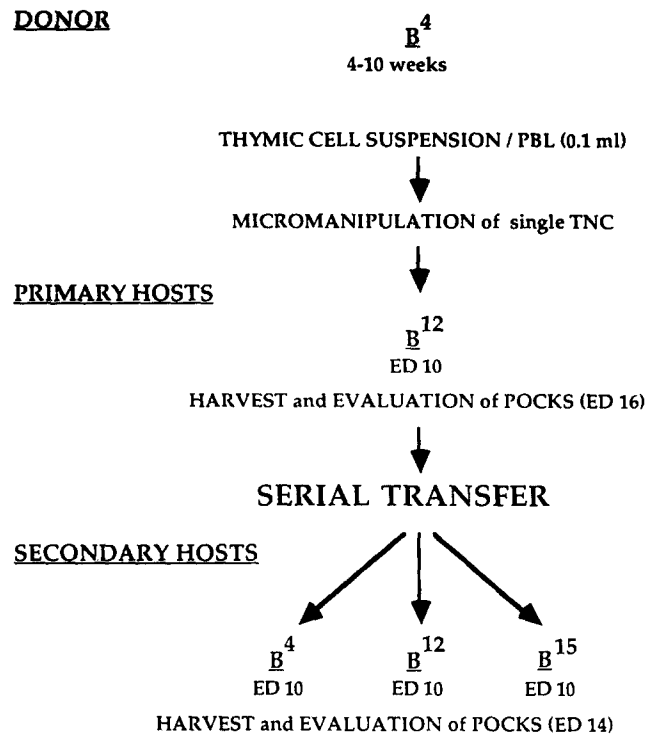 DONOR
B⁴
4-10 weeks
THYMIC CELL SUSPENSION / PBL (0.1 ml)
MICROMANIPULATION of single TNC
PRIMARY HOSTS
B¹²
ED 10
HARVEST and EVALUATION of POCKS (ED 16)
SERIAL TRANSFER
SECONDARY HOSTS
B⁴ B¹² B¹⁵
ED 10 ED 10 ED 10
HARVEST and EVALUATION of POCKS (ED 14)